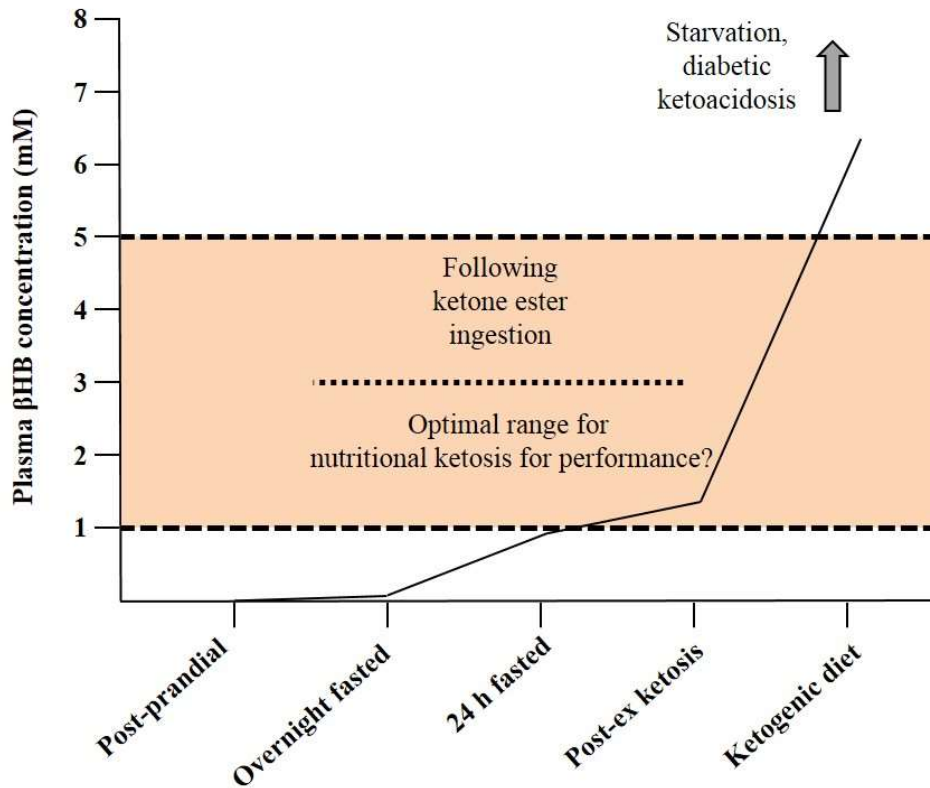 8
Starvation,
diabetic
ketoacidosis
7
6
5
Following
ketone ester
ingestion
4
3
Optimal range for
nutritional ketosis for performance?
2
1
Plasma βHB concentration (mM)
Post-prandial
Overnight fasted
24 h fasted
Post-ex ketosis
Ketogenic diet